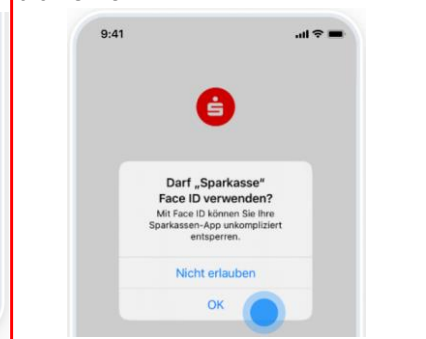 9:41
Darf „Sparkasse“
Face ID verwenden?
Mit Face ID können Sie Ihre
Sparkassen-App unkompliziert
entsperren.
Nicht erlauben
OK